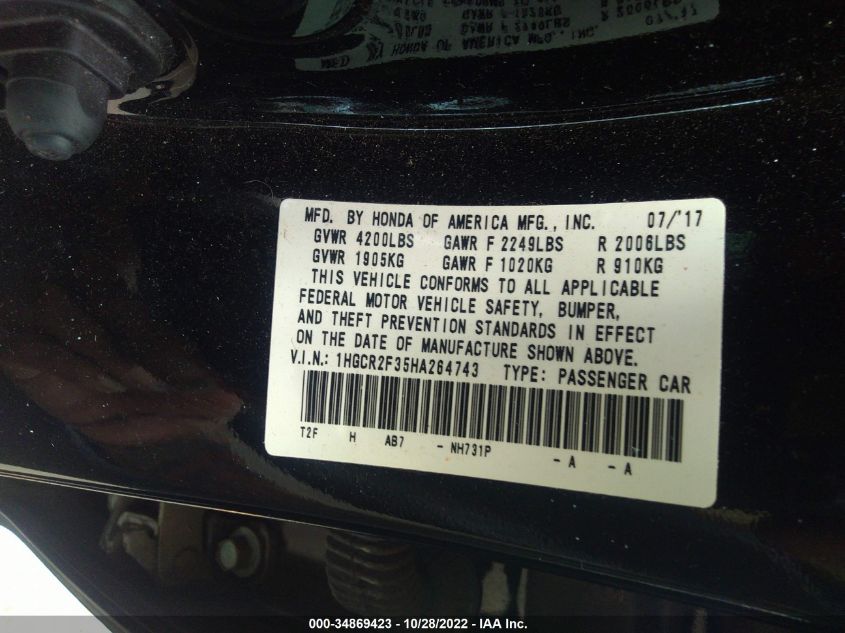 MFD. BY HONDA OF AMERICA MFG., INC. 07/'17
GVWR 4200LBS GAWR F 2249LBS R 2006LBS
GVWR 1905KG GAWR F 1020KG R 910KG
THIS VEHICLE CONFORMS TO ALL APPLICABLE
FEDERAL MOTOR VEHICLE SAFETY, BUMPER,
AND THEFT PREVENTION STANDARDS IN EFFECT
ON THE DATE OF MANUFACTURE SHOWN ABOVE.
V.I.N.: 1HGCR2F35HA264743 TYPE: PASSENGER CAR
T2F H AB7 - NH731P - A - A
000-34869423 - 10/28/2022 - IAA Inc.